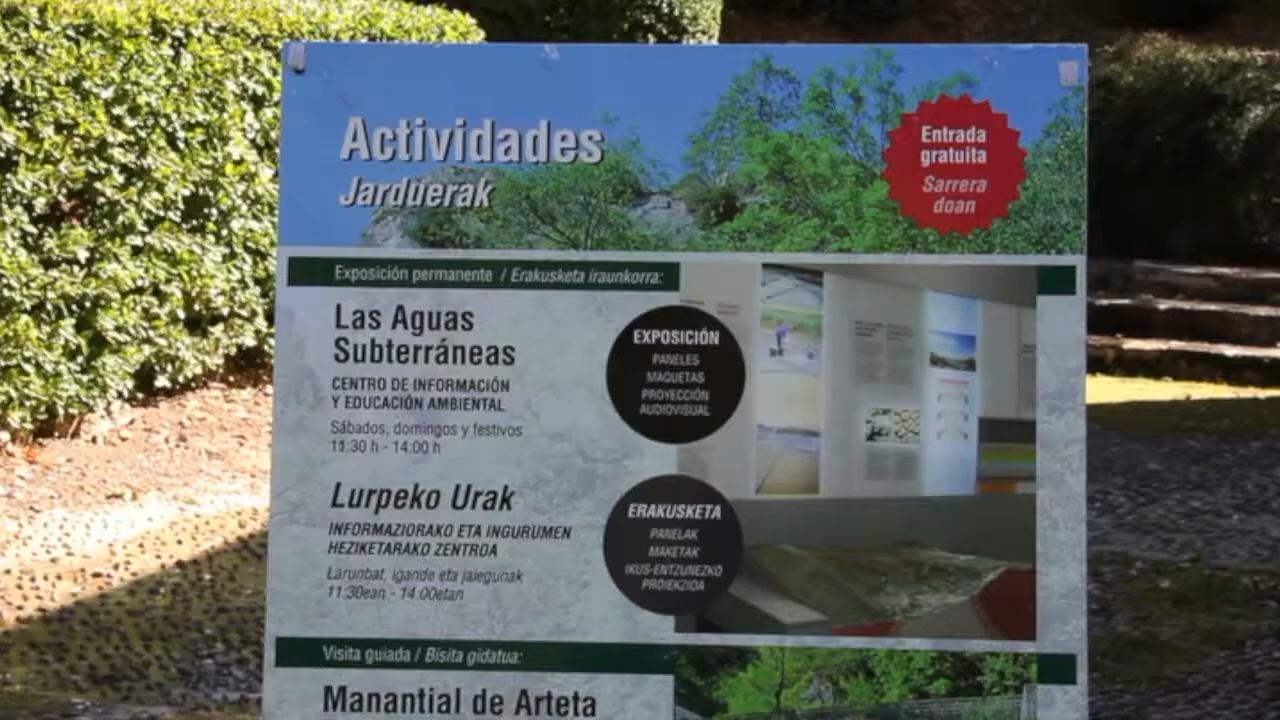 Actividades
Jarduerak
Entrada
gratuita
Sarrera
doan
Exposición permanente / Erakusketa iraunkorra:
Las Aguas
Subterráneas
CENTRO DE INFORMACIÓN
Y EDUCACIÓN AMBIENTAL
Sábados, domingos y festivos
11:30 h - 14:00 h
EXPOSICIÓN
PANELES
MAQUETAS
PROYECCIÓN
AUDIOVISUAL
Lurpeko Urak
INFORMAZIORAKO ETA INGURUMEN
HEZIKETARAKO ZENTROA
Larunbat, igande eta jaiegunak
11:30ean - 14:00etan
ERAKUSKETA
PANELAK
MAKETAK
IKUS-ENTZUNEZKO
PROIEKZIOA
Visita guiada / Bisita gidatua:
Manantial de Arteta